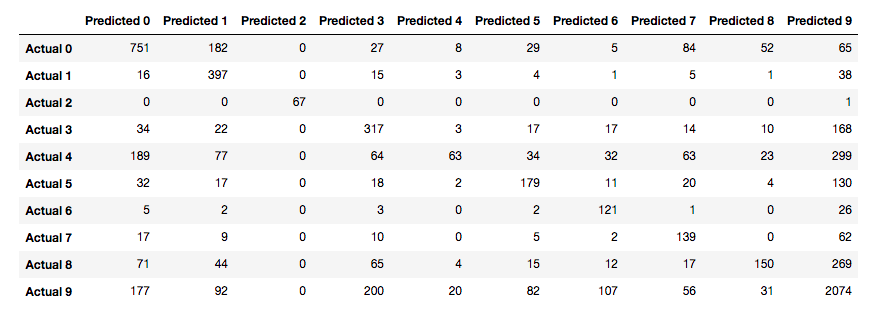 Predicted 0 Predicted 1 Predicted 2 Predicted 3 Predicted 4 Predicted 5 Predicted 6 Predicted 7 Predicted 8 Predicted 9
Actual 0 751 182 0 27 8 29 5 84 52 65
Actual 1 16 397 0 15 3 4 1 5 1 38
Actual 2 0 0 67 0 0 0 0 0 0 1
Actual 3 34 22 0 317 3 17 17 14 10 168
Actual 4 189 77 0 64 63 34 32 63 23 299
Actual 5 32 17 0 18 2 179 11 20 4 130
Actual 6 5 2 0 3 0 2 121 1 0 26
Actual 7 17 9 0 10 0 5 2 139 0 62
Actual 8 71 44 0 65 4 15 12 17 150 269
Actual 9 177 92 0 200 20 82 107 56 31 2074